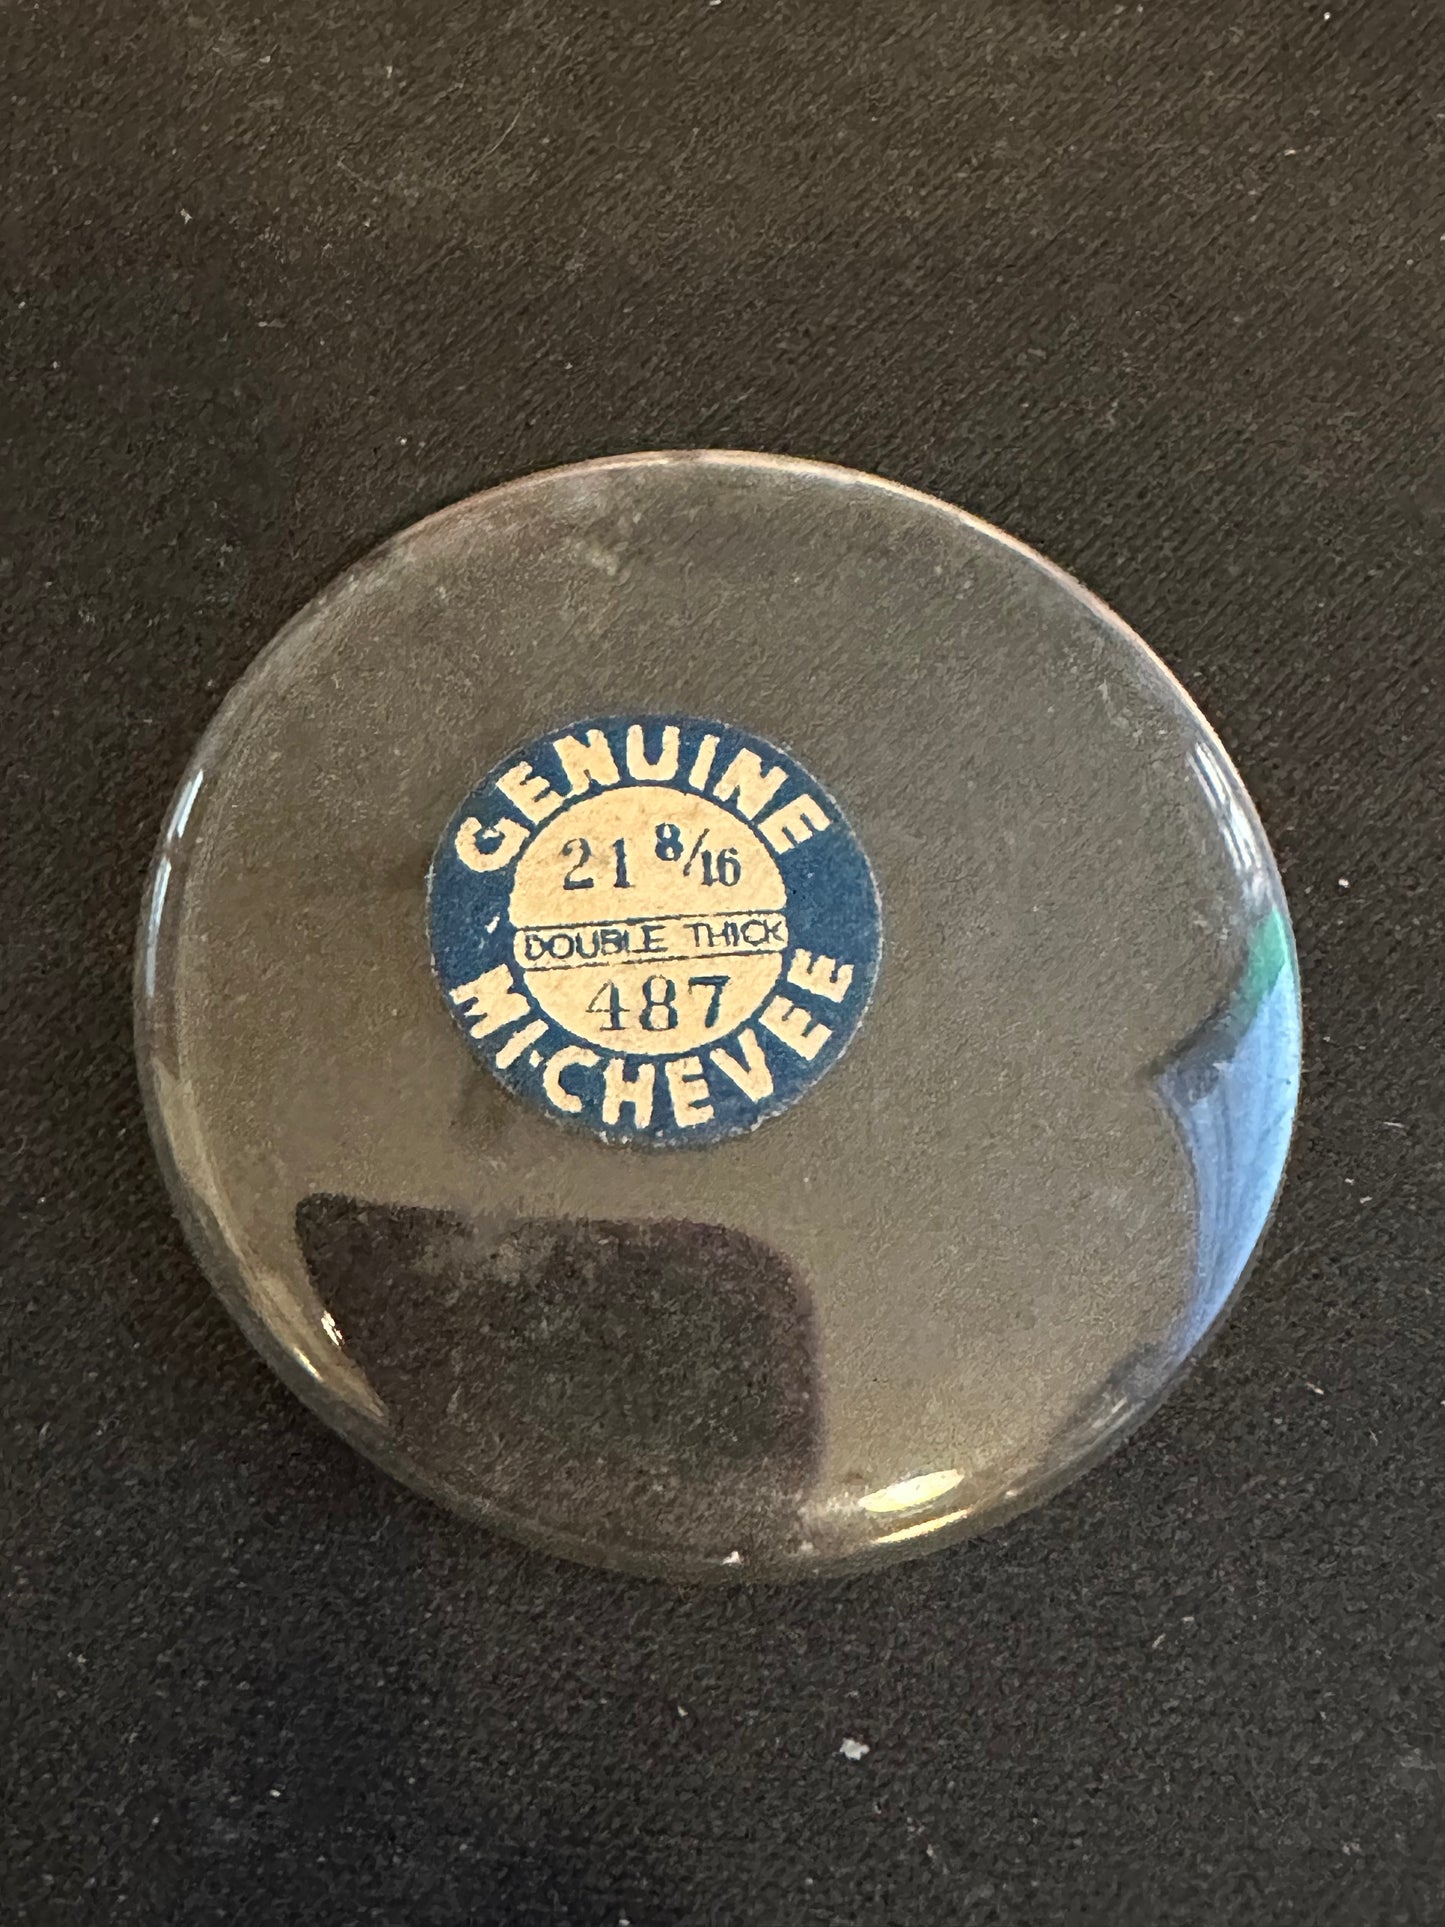 GENUINE
21 8/16
DOUBLE THICK
487
MI-CHEVEE